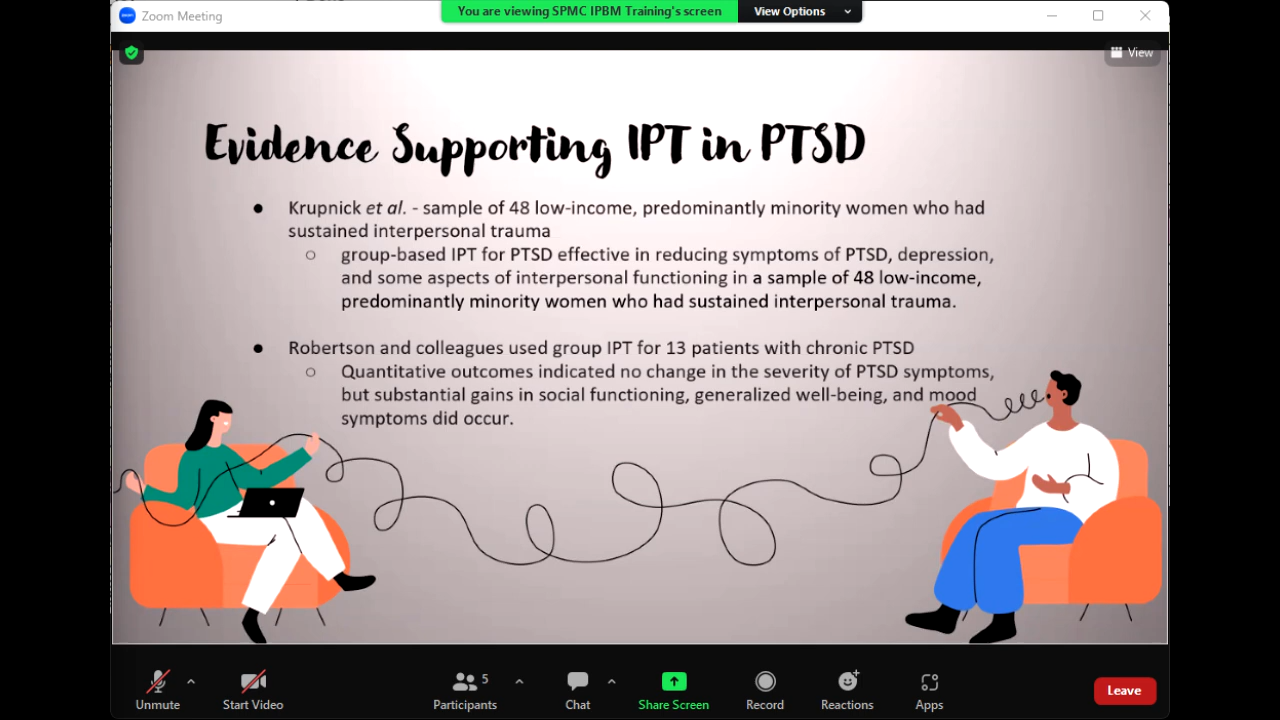 zoom
Zoom Meeting
You are viewing SPMC IPBM Training's screen
View Options
View
Evidence Supporting IPT in PTSD
● Krupnick et al. - sample of 48 low-income, predominantly minority women who had
sustained interpersonal trauma
○ group-based IPT for PTSD effective in reducing symptoms of PTSD, depression,
and some aspects of interpersonal functioning in a sample of 48 low-income,
predominantly minority women who had sustained interpersonal trauma.
● Robertson and colleagues used group IPT for 13 patients with chronic PTSD
○ Quantitative outcomes indicated no change in the severity of PTSD symptoms,
but substantial gains in social functioning, generalized well-being, and mood
symptoms did occur.
Unmute
Start Video
5
Participants
Chat
Share Screen
Record
Reactions
Apps
Leave